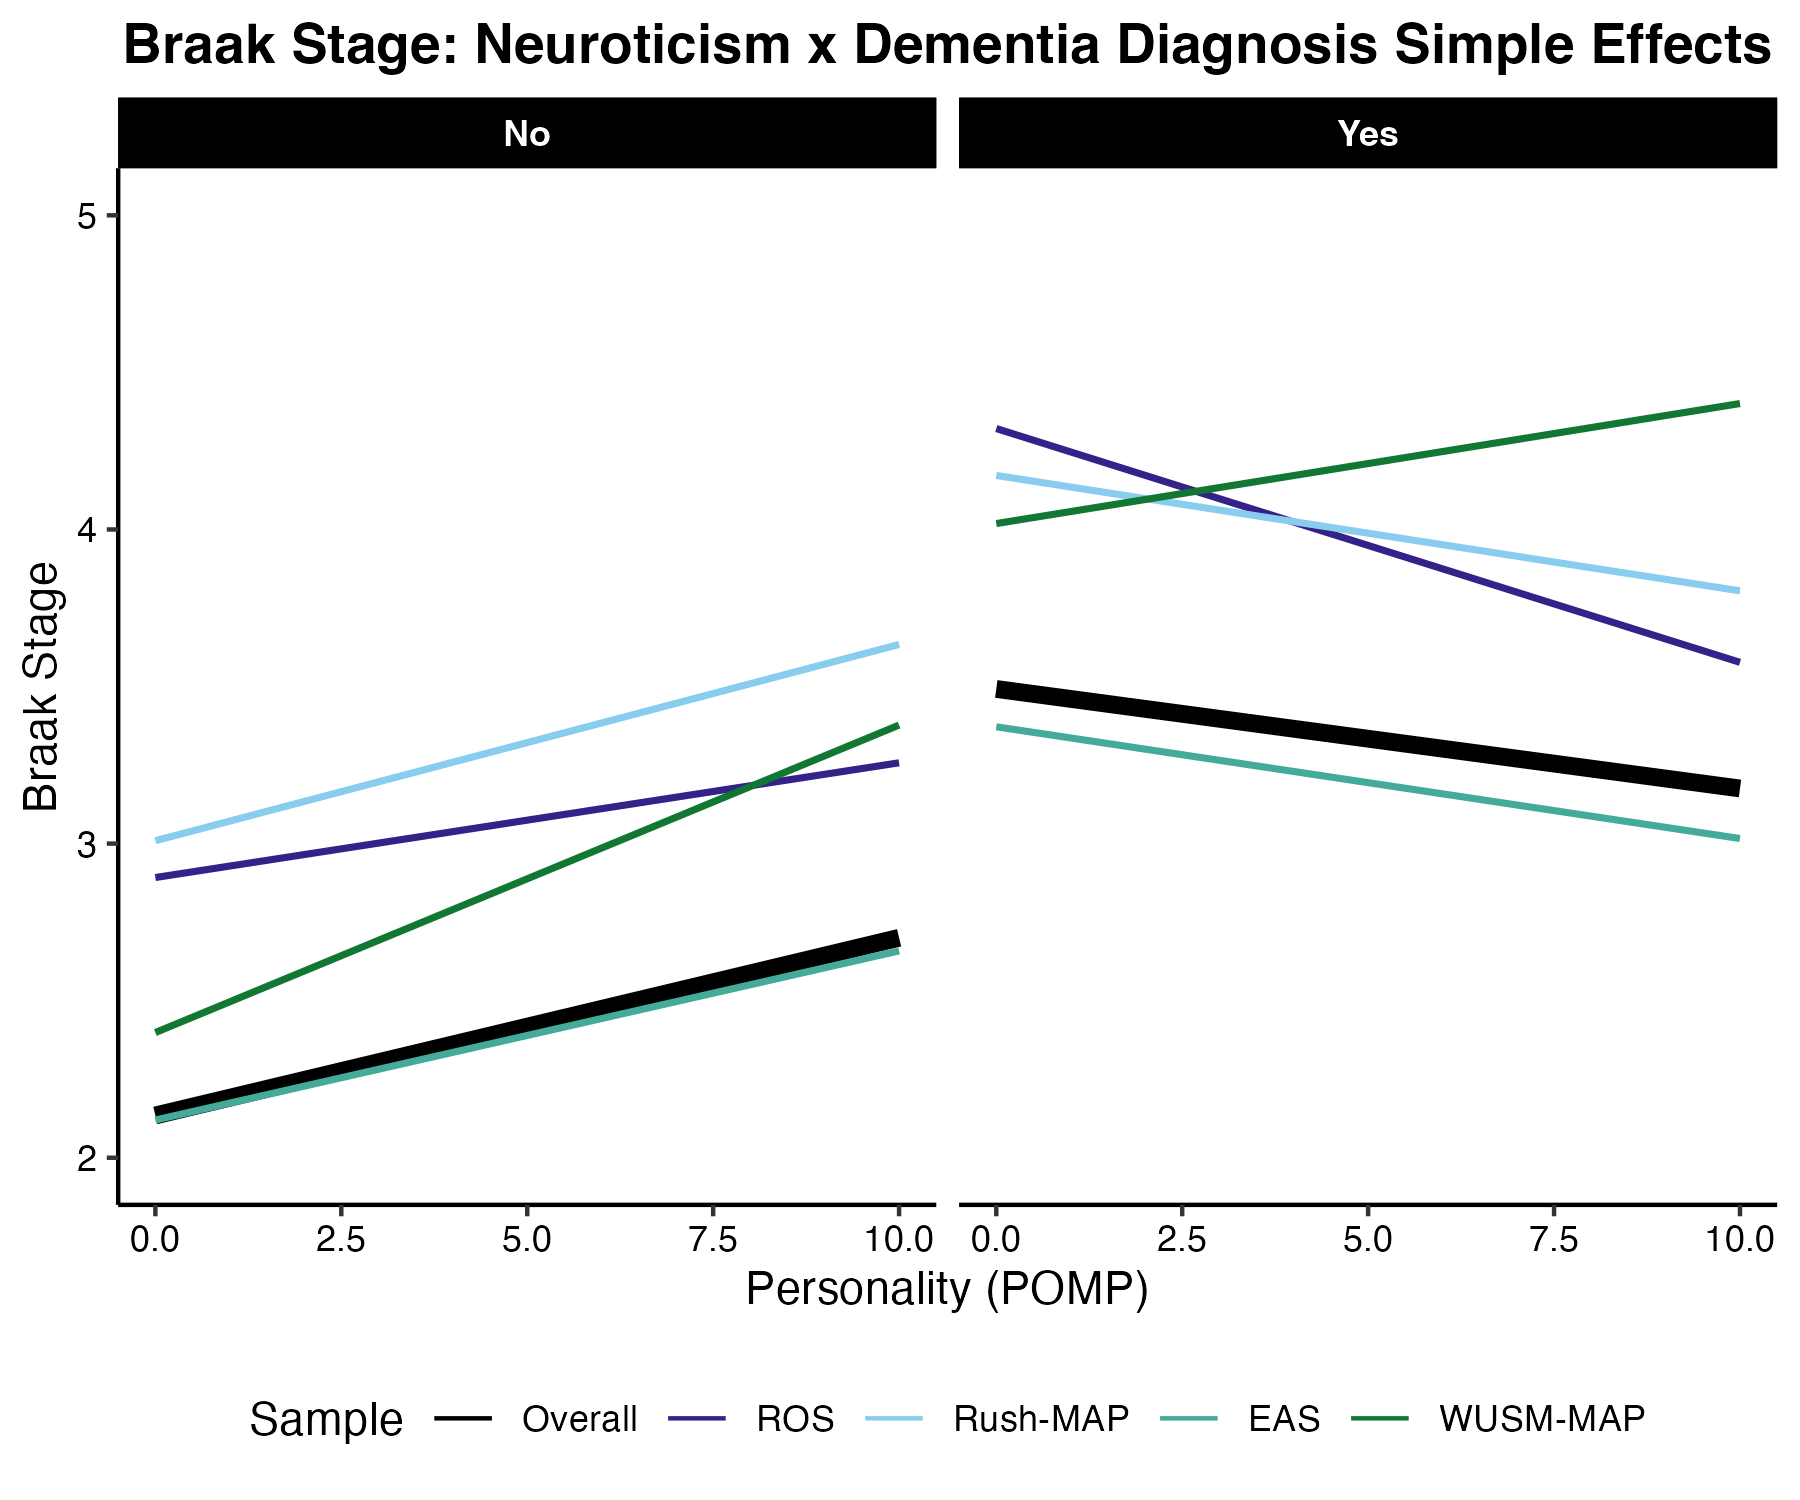 Braak Stage: Neuroticism x Dementia Diagnosis Simple Effects
No
Yes
Braak Stage
5
4
3
2
0.0 2.5 5.0 7.5 10.0
0.0 2.5 5.0 7.5 10.0
Personality (POMP)
Sample Overall ROS Rush-MAP EAS WUSM-MAP